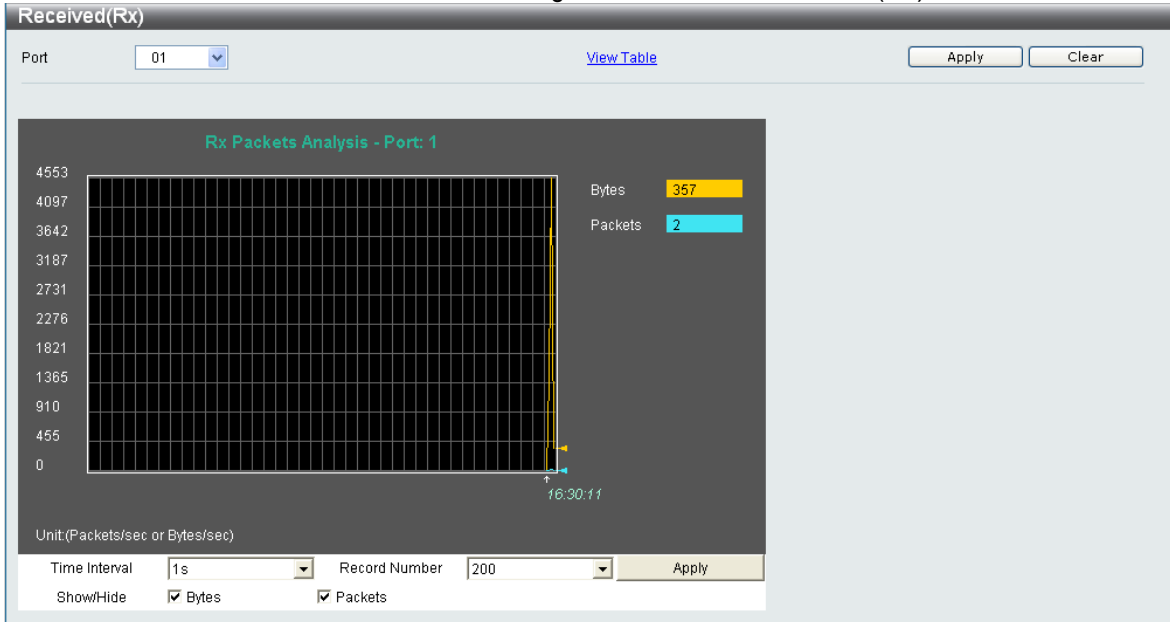 Received(Rx)
Port 01 View Table Apply Clear
Rx Packets Analysis - Port: 1
4553
4097
3642
3187
2731
2276
1821
1365
910
455
0
Bytes 357
Packets 2
16:30:11
Unit:(Packets/sec or Bytes/sec)
Time Interval 1s Record Number 200 Apply
Show/Hide Bytes Packets